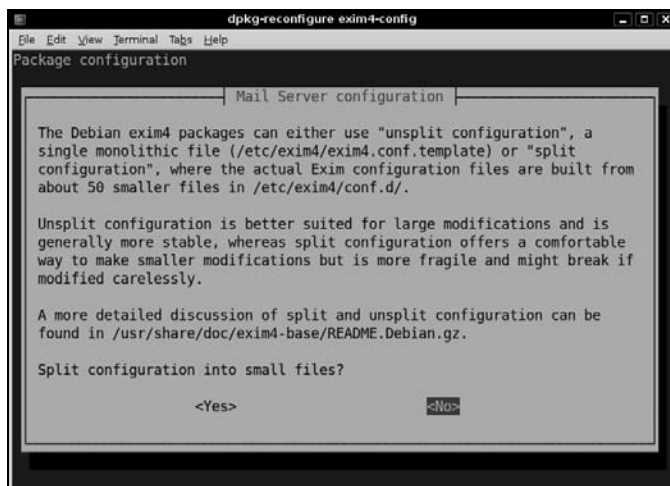 dpkg-reconfigure exim4-config
File Edit View Terminal Tabs Help
Package configuration
Mail Server configuration
The Debian exim4 packages can either use "unsplit configuration", a
single monolithic file (/etc/exim4/exim4.conf.template) or "split
configuration", where the actual Exim configuration files are built from
about 50 smaller files in /etc/exim4/conf.d/.
Unsplit configuration is better suited for large modifications and is
generally more stable, whereas split configuration offers a comfortable
way to make smaller modifications but is more fragile and might break if
modified carelessly.
A more detailed discussion of split and unsplit configuration can be
found in /usr/share/doc/exim4-base/README.Debian.gz.
Split configuration into small files?
<Yes> <No>